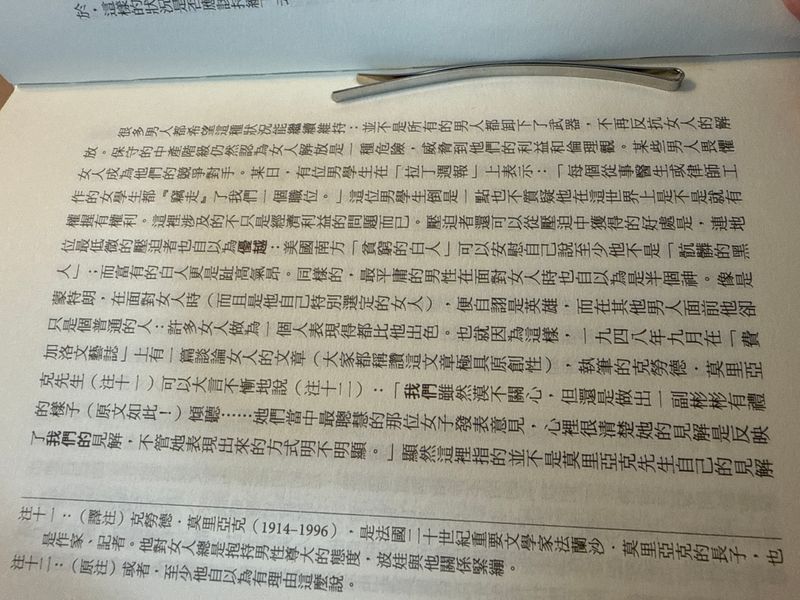 於，這樣的狀況是否應該持續
很多男人都希望這種狀況能繼續維持：並不是所有的男人都卸下了武器，不再反抗女人的解
放。保守的中產階級仍然認為女人解放是一種危險，威脅到他們的利益和倫理觀。某些男人畏懼
女人成為他們的競爭對手。某日，有位男學生在「拉丁週報」上表示：「每個從事醫生或律師工
作的女學生都『竊走』了我們一個職位。」這位男學生倒是一點也不質疑他在這世界上是不是就有
權握有權利。這裡涉及的不只是經濟利益的問題而已。壓迫者還可以從壓迫中獲得的好處是，連地
位最低微的壓迫者也自以為優越：美國南方「貧窮的白人」可以安慰自己說至少他不是「骯髒的黑
人」；而富有的白人更是趾高氣昂。同樣的，最平庸的男性在面對女人時也自以為是半個神。像是
蒙特朗，在面對女人時（而且是他自己特別選定的女人），便自詡是英雄，而在其他男人面前他卻
只是個普通的人：許多女人做為一個人表現得都比他出色。也就因為這樣，一九四八年九月在「費
加洛文藝誌」上有一篇談論女人的文章（大家都稱讚這文章極具原創性），執筆的克勞德．莫里亞
克先生（注十一）可以大言不慚地說（注十二）：「我們雖然漠不關心，但還是做出一副彬彬有禮
的樣子（原文如此！）傾聽……她們當中最聰慧的那位女子發表意見，心裡很清楚她的見解是反映
了我們的見解，不管她表現出來的方式明不明顯。」顯然這裡指的並不是莫里亞克先生自己的見解
注十一：（譯注）克勞德．莫里亞克（1914–1996），是法國二十世紀重要文學家法蘭沙．莫里亞克的長子，也
是作家、記者。他對女人總是抱持男性尊大的態度，波娃與他關係緊繃。
注十二：（原注）或者，至少他自以為有理由這麼說。